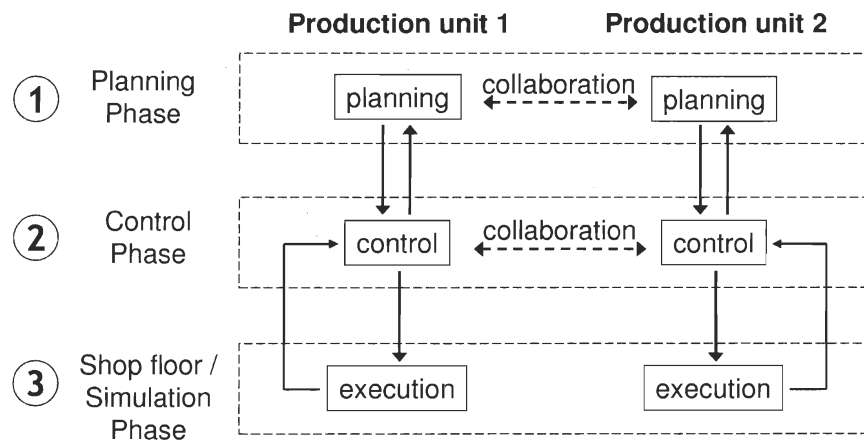 Production unit 1 Production unit 2
1 Planning Phase
planning collaboration planning
2 Control Phase
control collaboration control
3 Shop floor / Simulation Phase
execution execution